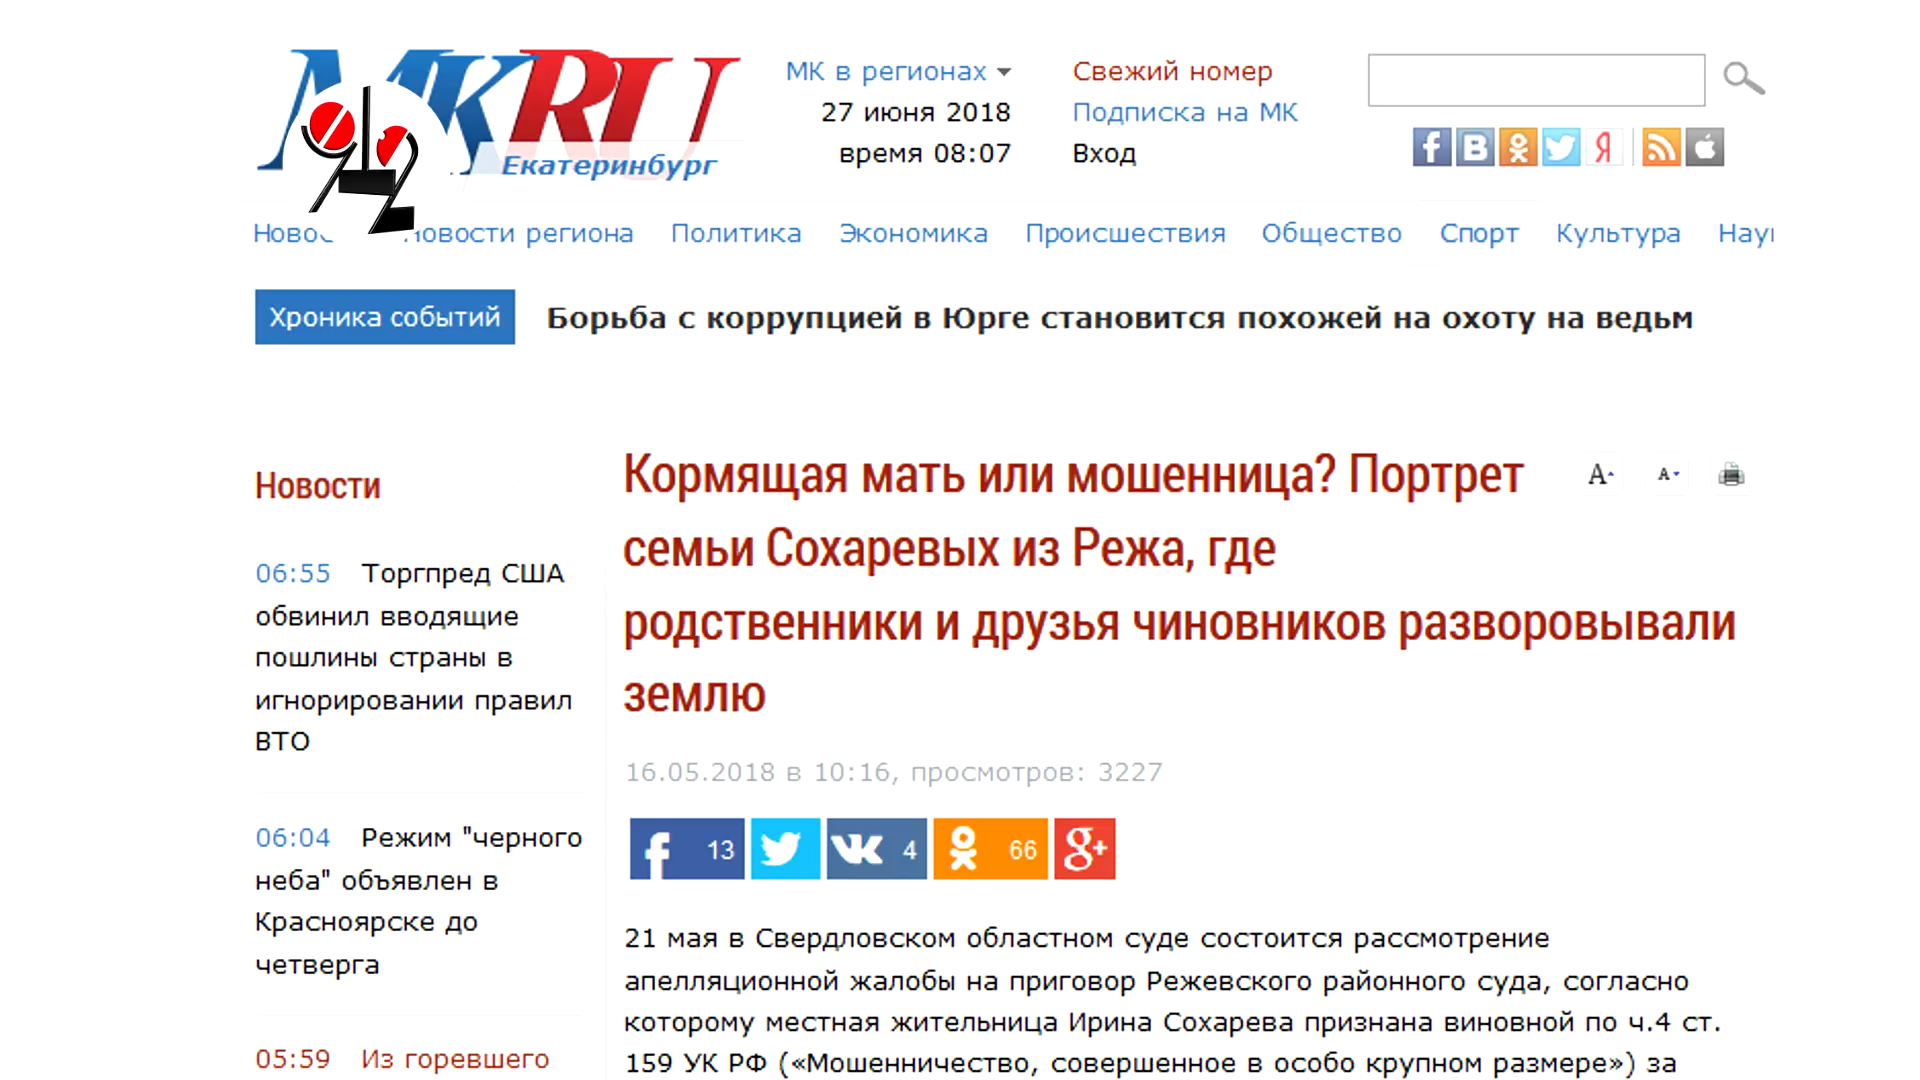 МКRU
Екатеринбург
МК в регионах
27 июня 2018
время 08:07
Свежий номер
Подписка на МК
Вход
Новости региона Политика Экономика Происшествия Общество Спорт Культура
Хроника событий Борьба с коррупцией в Юрге становится похожей на охоту на ведьм
Новости
06:55 Торгпред США
обвинил вводящие
пошлины страны в
игнорировании правил
ВТО
06:04 Режим "черного
неба" объявлен в
Красноярске до
четверга
05:59 Из горевшего
Кормящая мать или мошенница? Портрет
семьи Сохаревых из Режа, где
родственники и друзья чиновников разворовывали
землю
16.05.2018 в 10:16, просмотров: 3227
13 4 66 g+
21 мая в Свердловском областном суде состоится рассмотрение
апелляционной жалобы на приговор Режевского районного суда, согласно
которому местная жительница Ирина Сохарева признана виновной по ч.4 ст.
159 УК РФ («Мошенничество, совершенное в особо крупном размере») за